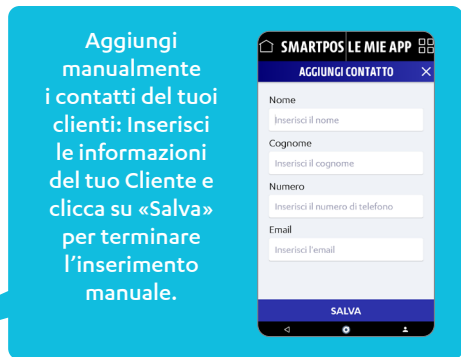 Aggiungi
manualmente
i contatti del tuoi
clienti: Inserisci
le informazioni
del tuo Cliente e
clicca su «Salva»
per terminare
l'inserimento
manuale.
SMARTPOS LE MIE APP
AGGIUNGI CONTATTO
Nome
Inserisci il nome
Cognome
Inserisci il cognome
Numero
Inserisci il numero di telefono
Email
Inserisci l'email
SALVA